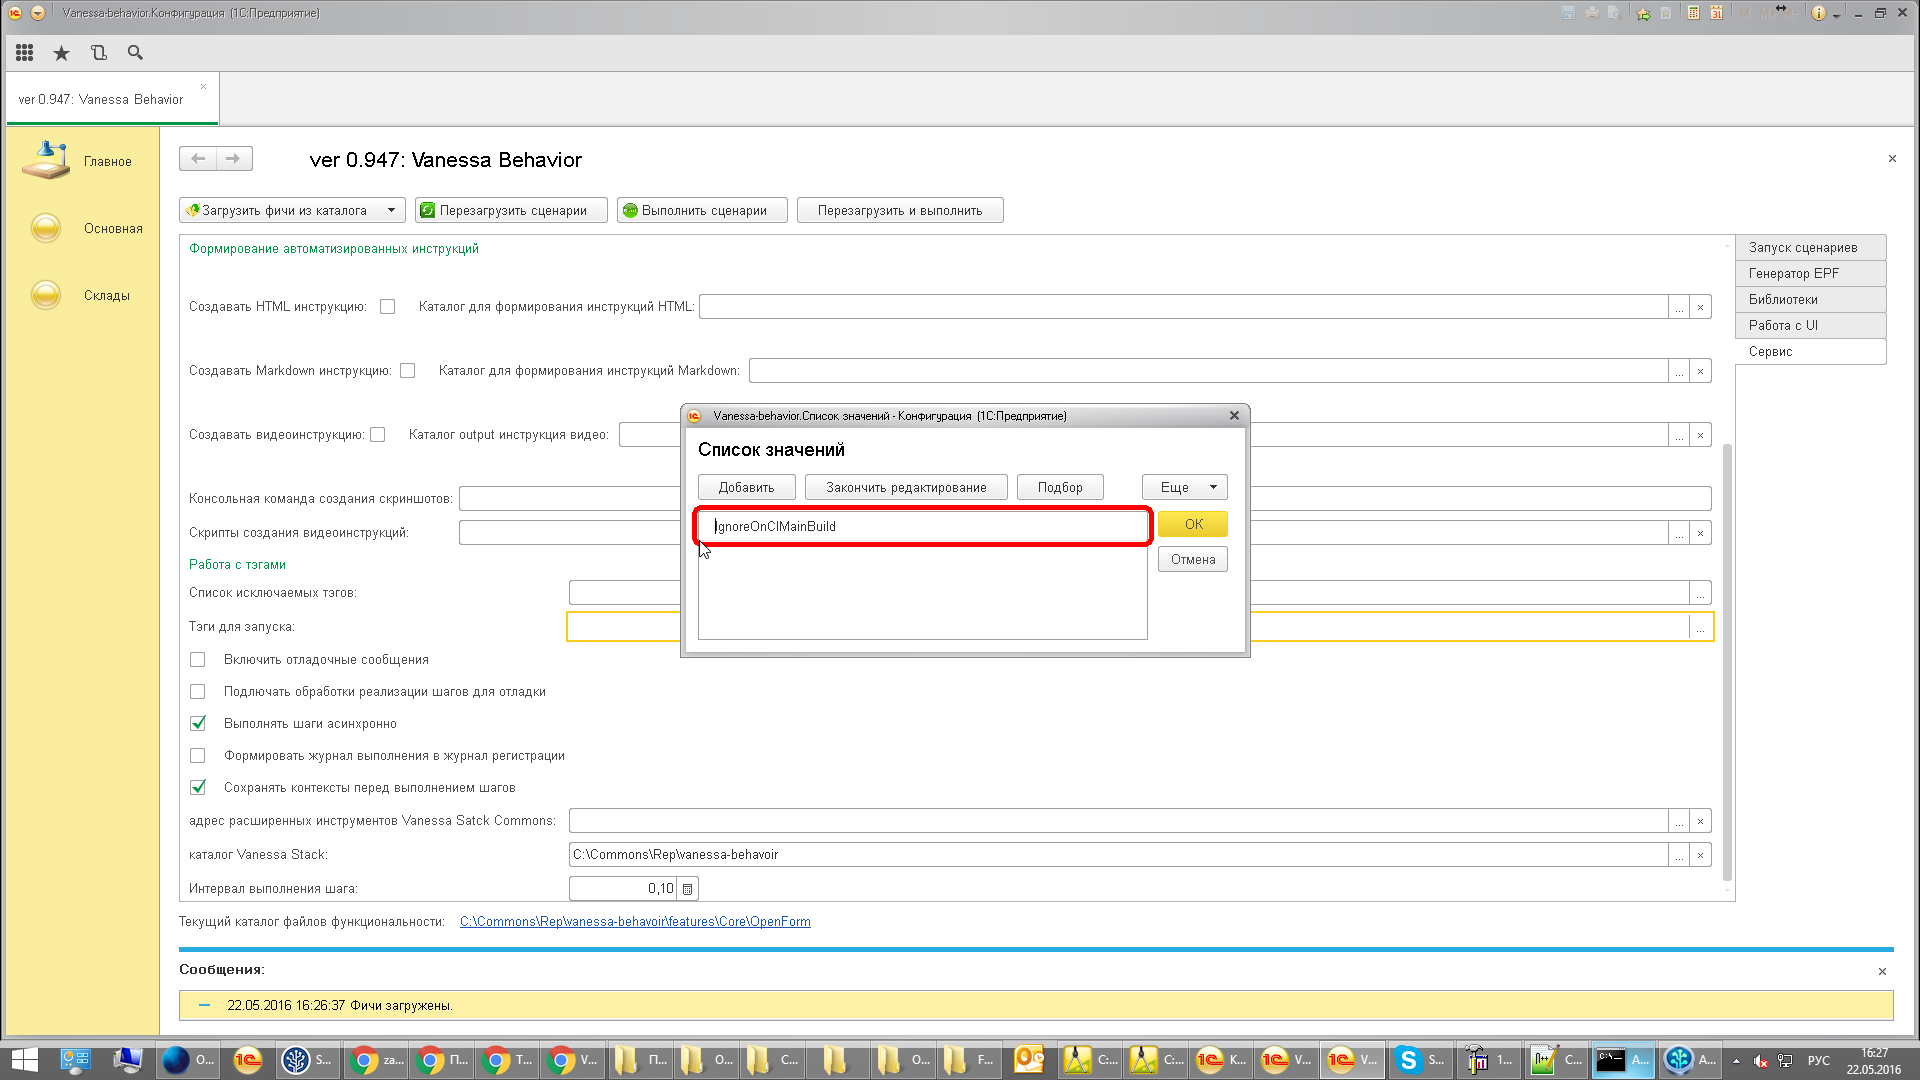 Vanessa-behavior.Конфигурация (1С:Предприятие)
ver 0.947: Vanessa Behavior
Главное
Основная
Склады
ver 0.947: Vanessa Behavior
Загрузить фичи из каталога
Перезагрузить сценарии
Выполнить сценарии
Перезагрузить и выполнить
Формирование автоматизированных инструкций
Создавать HTML инструкцию:
Каталог для формирования инструкций HTML:
Создавать Markdown инструкцию:
Каталог для формирования инструкций Markdown:
Создавать видеоинструкцию:
Каталог output инструкция видео:
Консольная команда создания скриншотов:
Скрипты создания видеоинструкций:
Работа с тэгами
Список исключаемых тэгов:
Тэги для запуска:
Включить отладочные сообщения
Подлючать обработки реализации шагов для отладки
Выполнять шаги асинхронно
Формировать журнал выполнения в журнал регистрации
Сохранять контексты перед выполнением шагов
адрес расширенных инструментов Vanessa Satck Commons:
каталог Vanessa Stack:
C:\Commons\Rep\vanessa-behavoir
Интервал выполнения шага:
0,10
Запуск сценариев
Генератор EPF
Библиотеки
Работа с UI
Сервис
Vanessa-behavior.Список значений - Конфигурация (1С:Предприятие)
Список значений
Добавить
Закончить редактирование
Подбор
Еще
IgnoreOnCIMainBuild
ОК
Отмена
Текущий каталог файлов функциональности:
C:\Commons\Rep\vanessa-behavoir\features\Core\OpenForm
Сообщения:
22.05.2016 16:26:37 Фичи загружены.
O...
S...
za...
П...
T...
V...
П...
O...
C...
O...
F...
C:...
C:...
K...
V...
V...
S...
1...
C...
A...
A...
РУС
16:27
22.05.2016